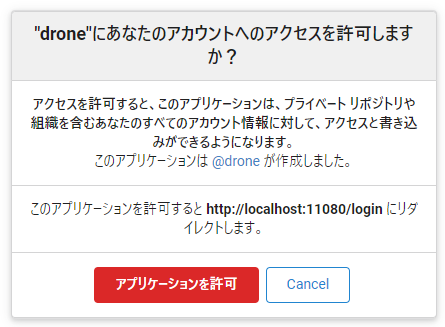 "drone"にあなたのアカウントへのアクセスを許可します
か？
アクセスを許可すると、このアプリケーションは、プライベート リポジトリや
組織を含むあなたのすべてのアカウント情報に対して、アクセスと書き込
みができるようになります。
このアプリケーションは @drone が作成しました。
このアプリケーションを許可すると http://localhost:11080/login にリダ
イレクトします。
アプリケーションを許可
Cancel